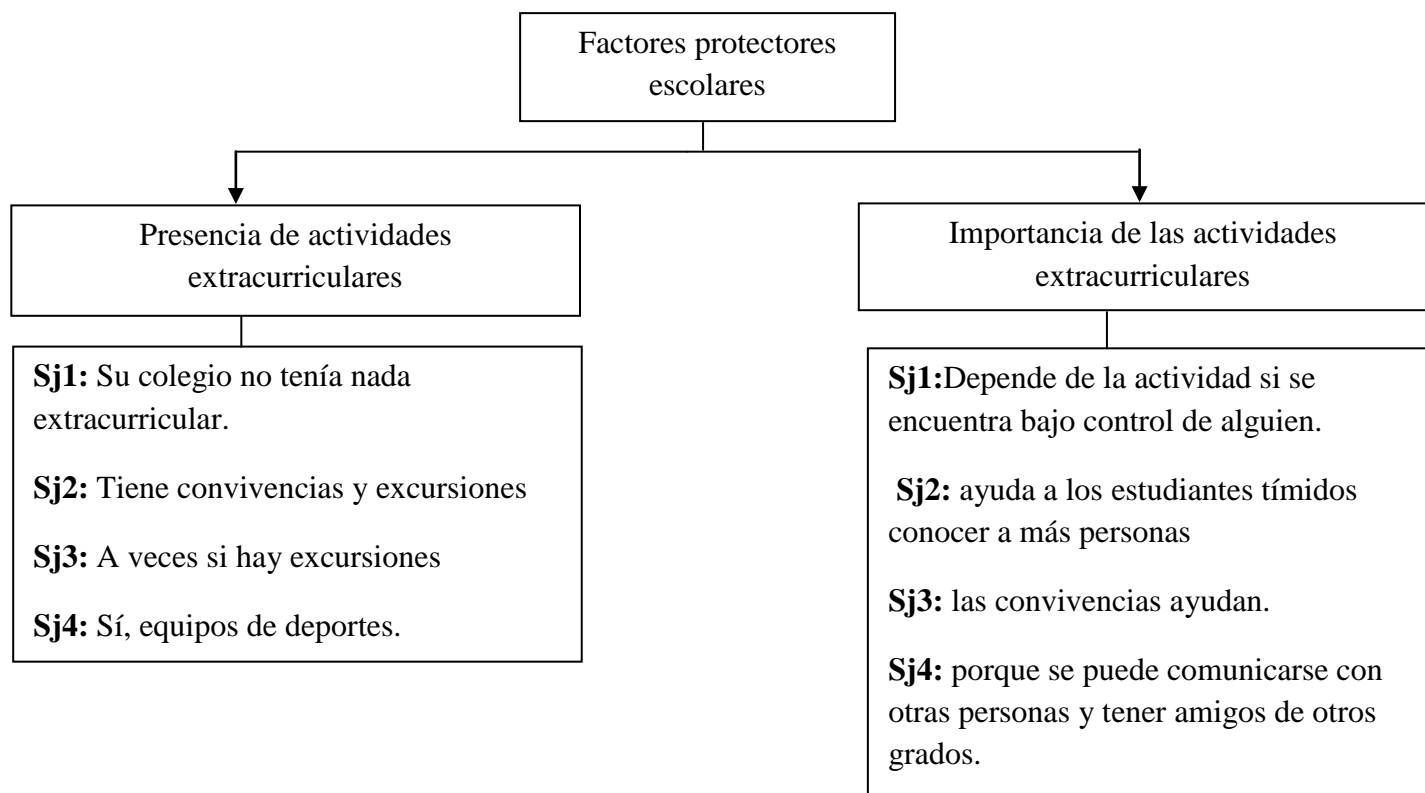 Factores protectores
escolares
Presencia de actividades
extracurriculares
Sj1: Su colegio no tenía nada
extracurricular.
Sj2: Tiene convivencias y excursiones
Sj3: A veces si hay excursiones
Sj4: Sí, equipos de deportes.
Importancia de las actividades
extracurriculares
Sj1:Depende de la actividad si se
encuentra bajo control de alguien.
Sj2: ayuda a los estudiantes tímidos
conocer a más personas
Sj3: las convivencias ayudan.
Sj4: porque se puede comunicarse con
otras personas y tener amigos de otros
grados.